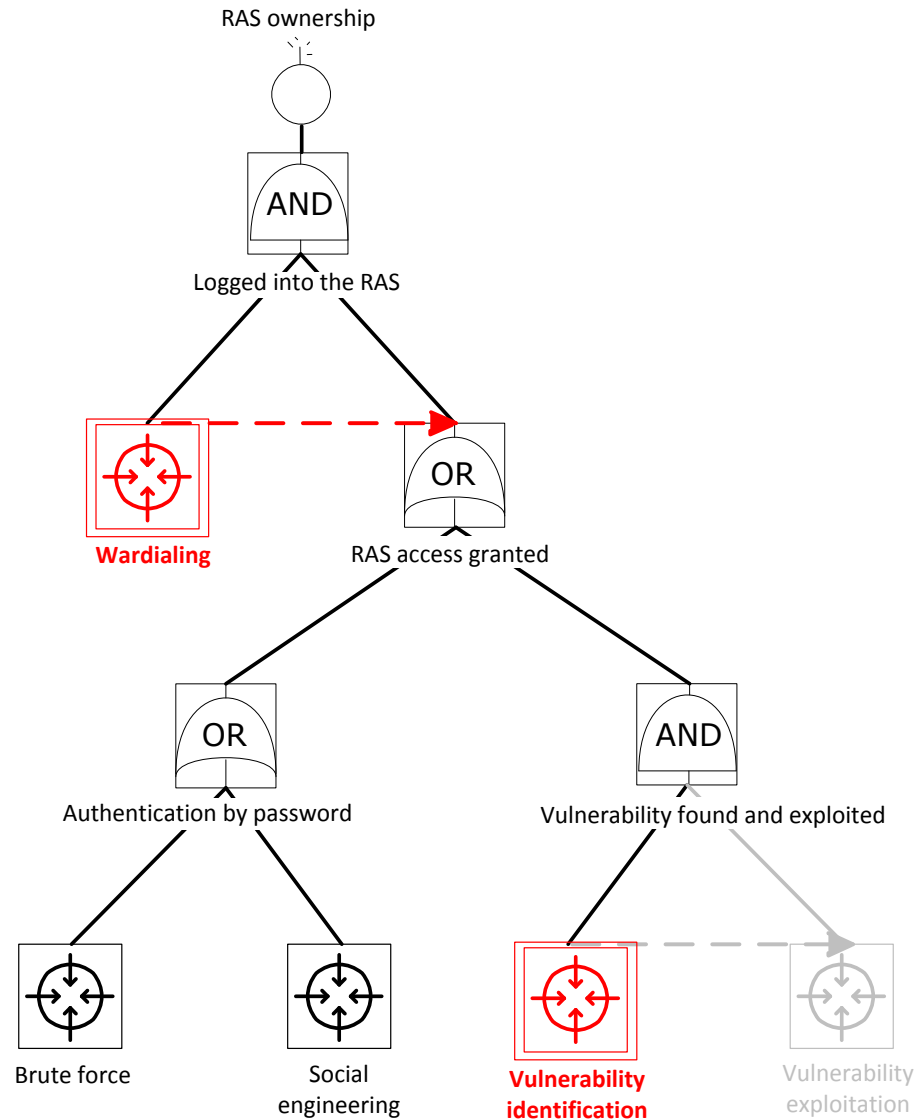 RAS ownership
AND
Logged into the RAS
OR
Wardialing
RAS access granted
OR
AND
Authentication by password
Vulnerability found and exploited
Brute force
Social
engineering
Vulnerability
identification
Vulnerability
exploitation